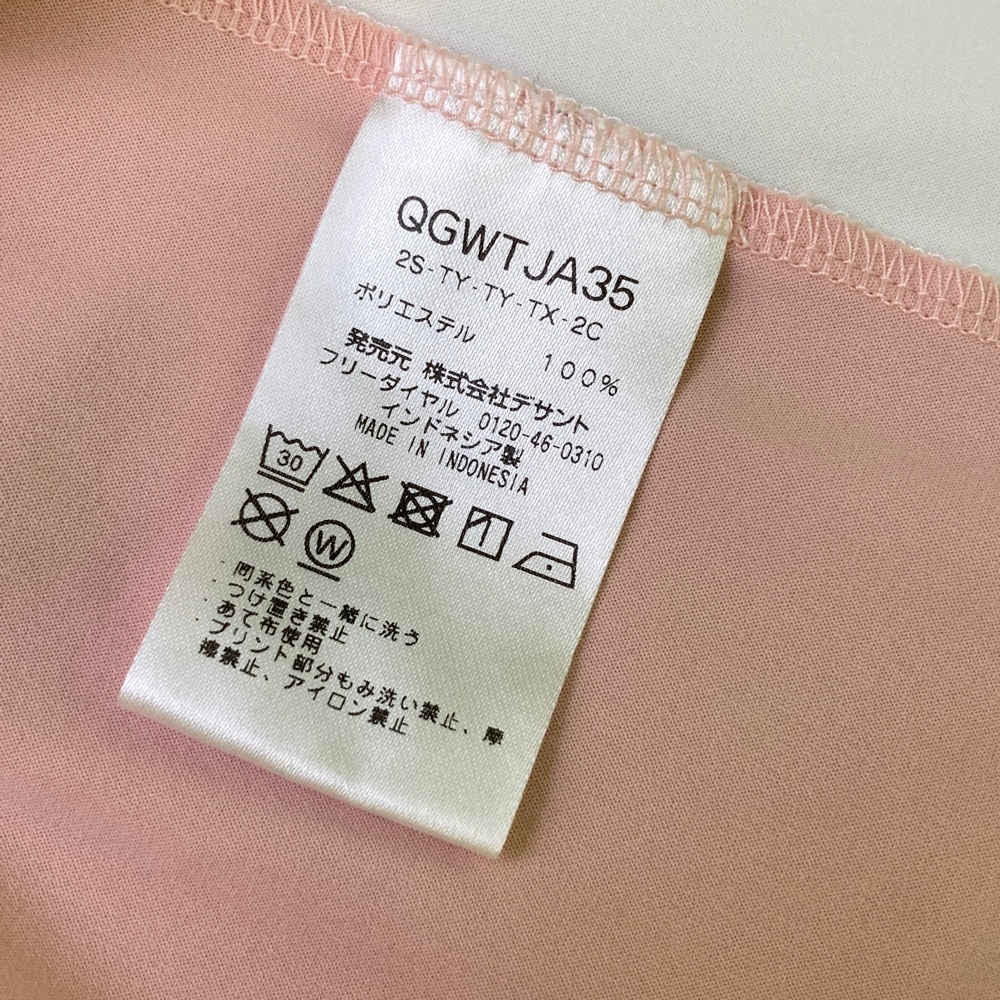 QGWTJA35
2S-TY-TY-TX-2C
ポリエステル 100%
発売元 株式会社デサント
フリーダイヤル 0120-46-0310
インドネシア製
MADE IN INDONESIA
30
W
・同系色と一緒に洗う
・つけ置き禁止
・あて布使用
・プリント部分もみ洗い禁止、摩
擦禁止、アイロン禁止